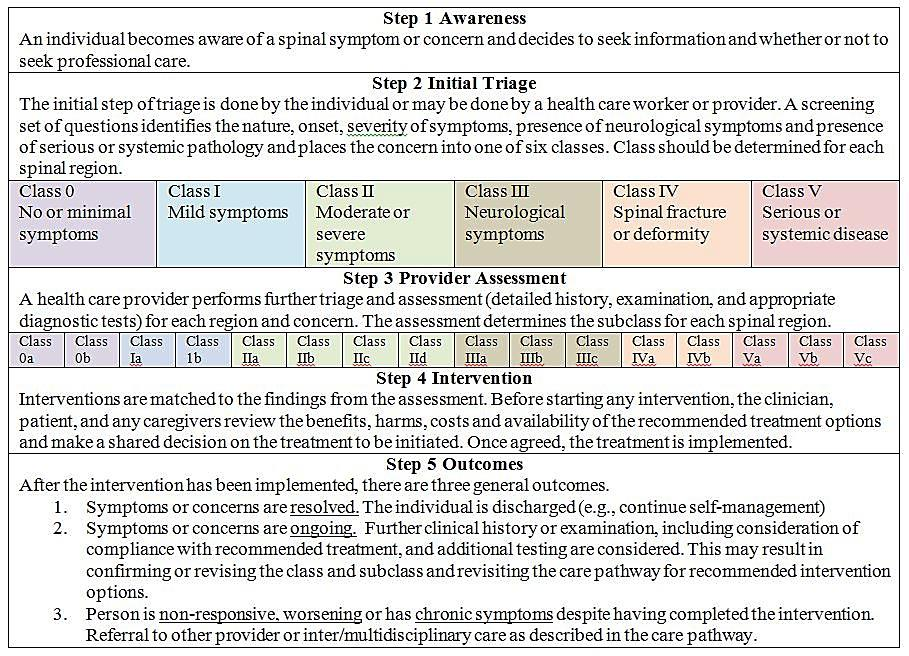 Step 1 Awareness
An individual becomes aware of a spinal symptom or concern and decides to seek information and whether or not to
seek professional care.
Step 2 Initial Triage
The initial step of triage is done by the individual or may be done by a health care worker or provider. A screening
set of questions identifies the nature, onset, severity of symptoms, presence of neurological symptoms and presence
of serious or systemic pathology and places the concern into one of six classes. Class should be determined for each
spinal region.
Class 0
No or minimal
symptoms
Class I
Mild symptoms
Class II
Moderate or
severe
symptoms
Class III
Neurological
symptoms
Class IV
Spinal fracture
or deformity
Class V
Serious or
systemic disease
Step 3 Provider Assessment
A health care provider performs further triage and assessment (detailed history, examination, and appropriate
diagnostic tests) for each region and concern. The assessment determines the subclass for each spinal region.
Class
0a
Class
0b
Class
Ia
Class
1b
Class
IIa
Class
IIb
Class
IIc
Class
IId
Class
IIIa
Class
IIIb
Class
IIIc
Class
IVa
Class
IVb
Class
Va
Class
Vb
Class
Vc
Step 4 Intervention
Interventions are matched to the findings from the assessment. Before starting any intervention, the clinician,
patient, and any caregivers review the benefits, harms, costs and availability of the recommended treatment options
and make a shared decision on the treatment to be initiated. Once agreed, the treatment is implemented.
Step 5 Outcomes
After the intervention has been implemented, there are three general outcomes.
1. Symptoms or concerns are resolved. The individual is discharged (e.g., continue self-management)
2. Symptoms or concerns are ongoing. Further clinical history or examination, including consideration of
compliance with recommended treatment, and additional testing are considered. This may result in
confirming or revising the class and subclass and revisiting the care pathway for recommended intervention
options.
3. Person is non-responsive, worsening or has chronic symptoms despite having completed the intervention.
Referral to other provider or inter/multidisciplinary care as described in the care pathway.